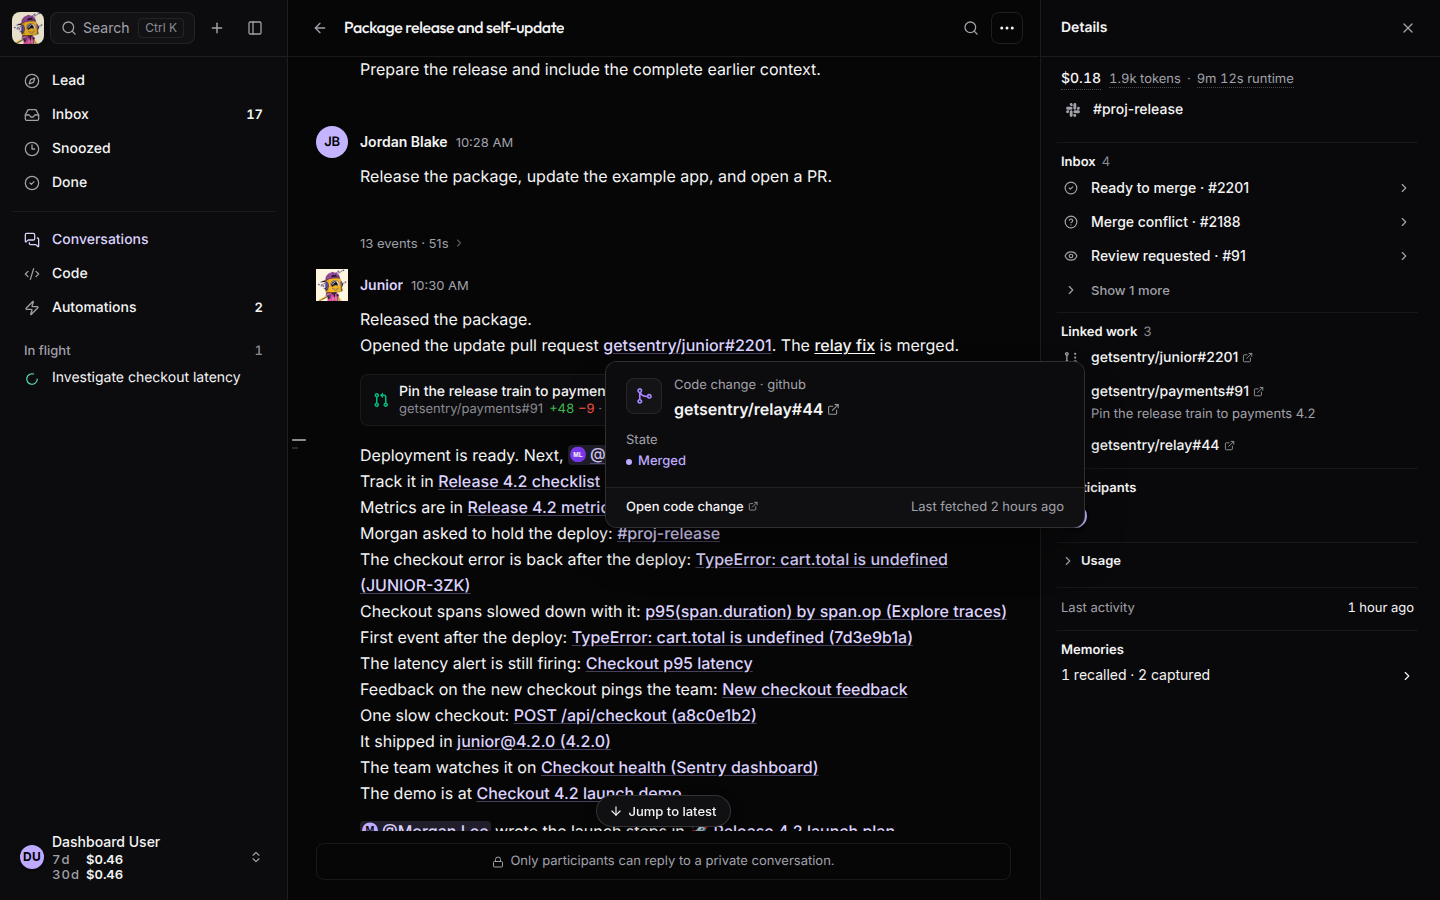 Search Ctrl K
Lead
Inbox 17
Snoozed
Done
Conversations
Code
Automations 2
In flight 1
Investigate checkout latency
DU
Dashboard User
7d $0.46
30d $0.46
Package release and self-update
Prepare the release and include the complete earlier context.
JB
Jordan Blake 10:28 AM
Release the package, update the example app, and open a PR.
13 events · 51s
Junior 10:30 AM
Released the package.
Opened the update pull request getsentry/junior#2201. The relay fix is merged.
Pin the release train to paymen
getsentry/payments#91 +48 −9 ·
Code change · github
getsentry/relay#44
State
Merged
Open code change
Last fetched 2 hours ago
Deployment is ready. Next, ML @
Track it in Release 4.2 checklist
Metrics are in Release 4.2 metric
Morgan asked to hold the deploy: #proj-release
The checkout error is back after the deploy: TypeError: cart.total is undefined
(JUNIOR-3ZK)
Checkout spans slowed down with it: p95(span.duration) by span.op (Explore traces)
First event after the deploy: TypeError: cart.total is undefined (7d3e9b1a)
The latency alert is still firing: Checkout p95 latency
Feedback on the new checkout pings the team: New checkout feedback
One slow checkout: POST /api/checkout (a8c0e1b2)
It shipped in junior@4.2.0 (4.2.0)
The team watches it on Checkout health (Sentry dashboard)
The demo is at Checkout 4.2 launch demo
Jump to latest
@Morgan Lee wrote the launch steps in Release 4.2 launch plan
Only participants can reply to a private conversation.
Details
$0.18 1.9k tokens · 9m 12s runtime
#proj-release
Inbox 4
Ready to merge · #2201
Merge conflict · #2188
Review requested · #91
Show 1 more
Linked work 3
getsentry/junior#2201
getsentry/payments#91
Pin the release train to payments 4.2
getsentry/relay#44
ticipants
Usage
Last activity 1 hour ago
Memories
1 recalled · 2 captured